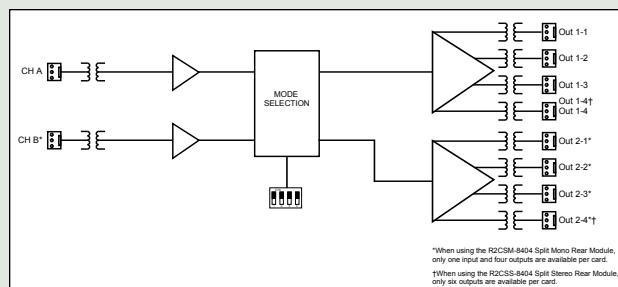 CH A
CH B*
MODE
SELECTION
Out 1-1
Out 1-2
Out 1-3
Out 1-4†
Out 1-4
Out 2-1*
Out 2-2*
Out 2-3*
Out 2-4*†
*When using the R2CSM-8404 Split Mono Rear Module,
only one input and four outputs are available per card.
†When using the R2CSS-8404 Split Stereo Rear Module,
only six outputs are available per card.